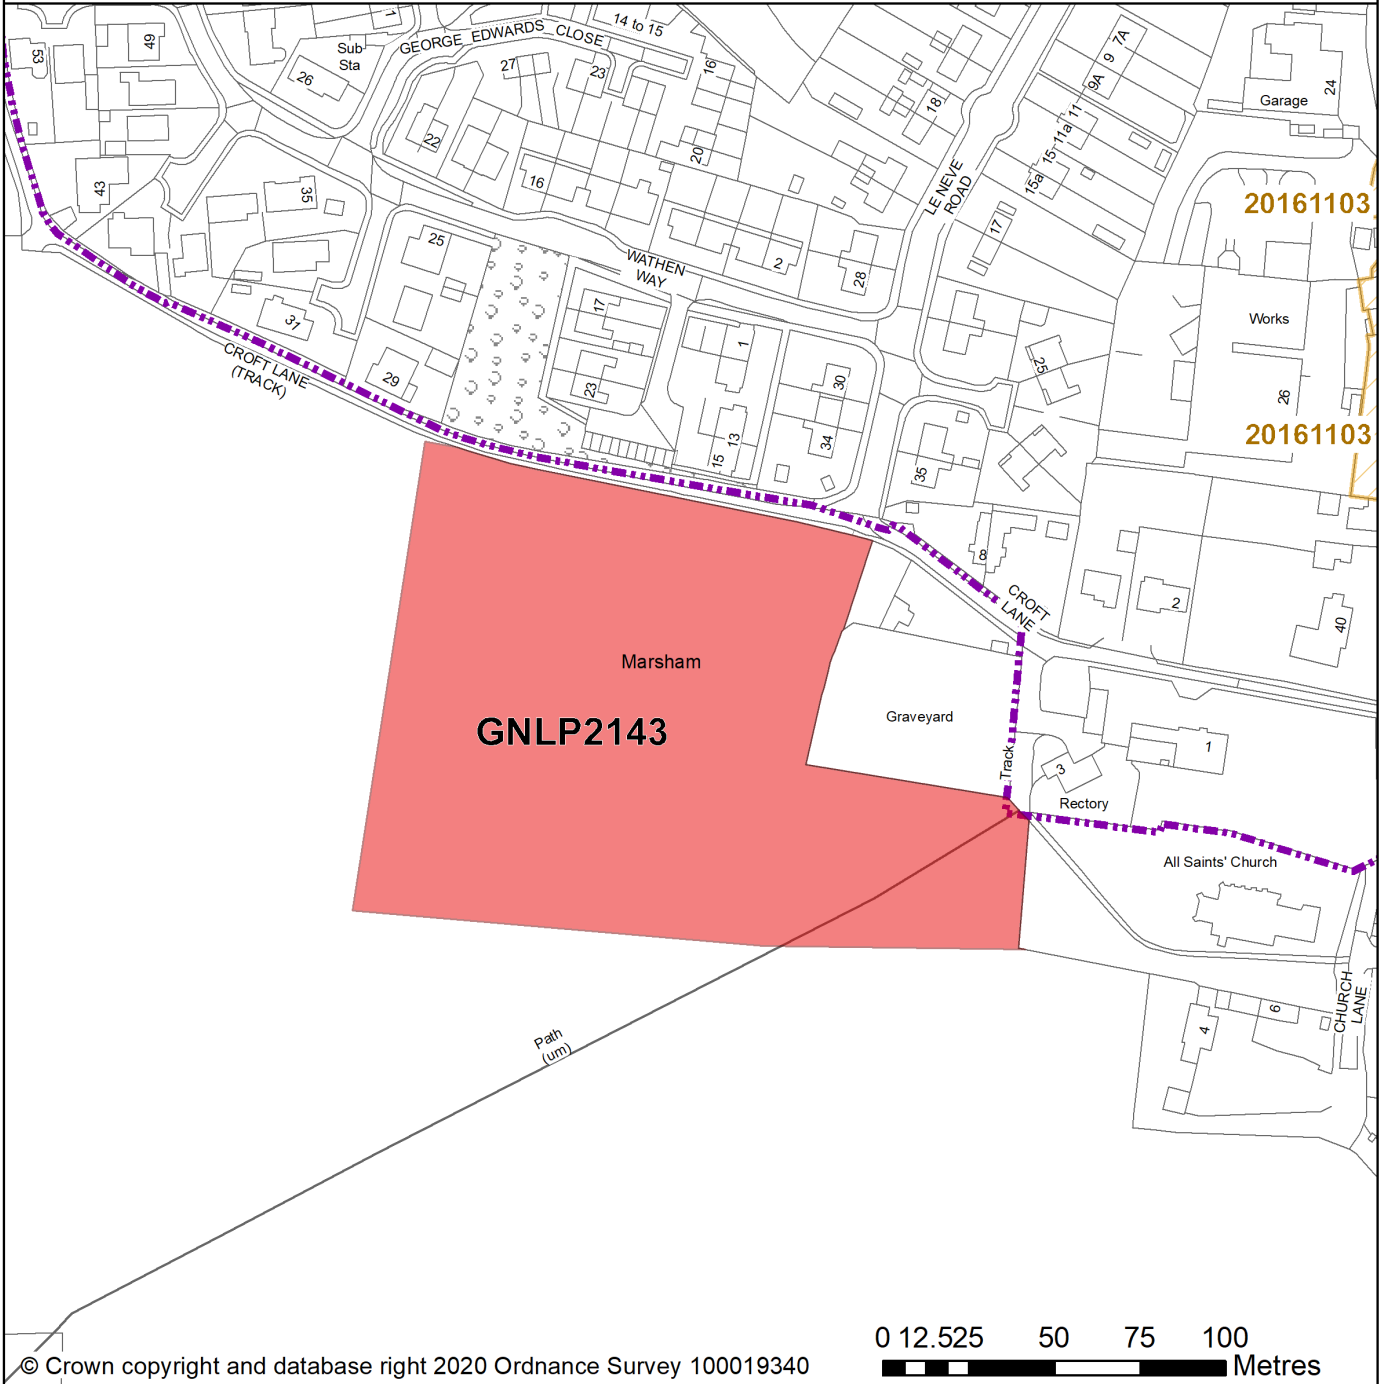 1
14 to 15
GEORGE EDWARDS CLOSE
49
53
Sub
Sta
26
27
23
16
7A
9
9A
24
Garage
18
11
11a
22
20
15
15a
16
43
35
LE NEVE
ROAD
20161103
17
25
WATHEN
WAY
2
28
17
31
1
Works
CROFT LANE
(TRACK)
29
23
30
25
26
20161103
13
15
34
35
8
CROFT
LANE
2
40
Marsham
Graveyard
GNLP2143
Track
1
3
Rectory
All Saints' Church
CHURCH
LANE
4
6
Path
(um)
0 12.525 50 75 100
Metres
© Crown copyright and database right 2020 Ordnance Survey 100019340